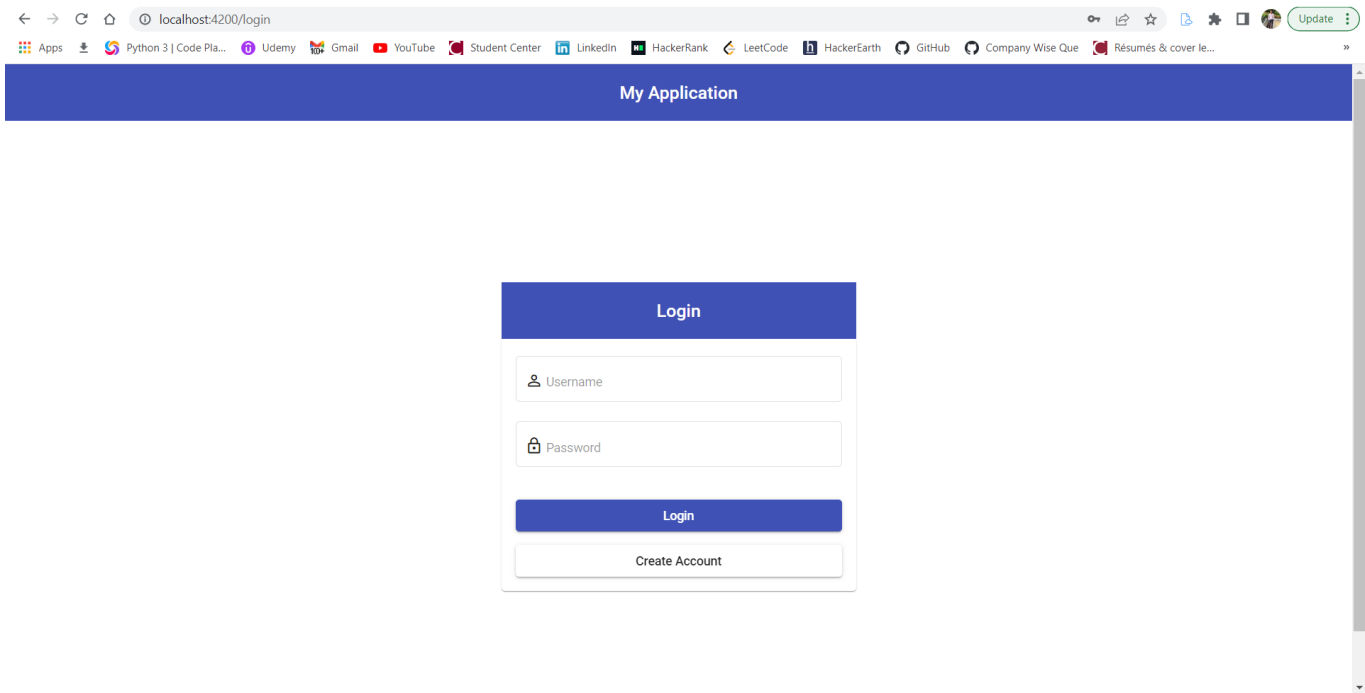 localhost:4200/login
Update
Apps Python 3 | Code Pla... Udemy Gmail YouTube Student Center LinkedIn HackerRank LeetCode HackerEarth GitHub Company Wise Que Résumés & cover le... »
My Application
Login
Username
Password
Login
Create Account